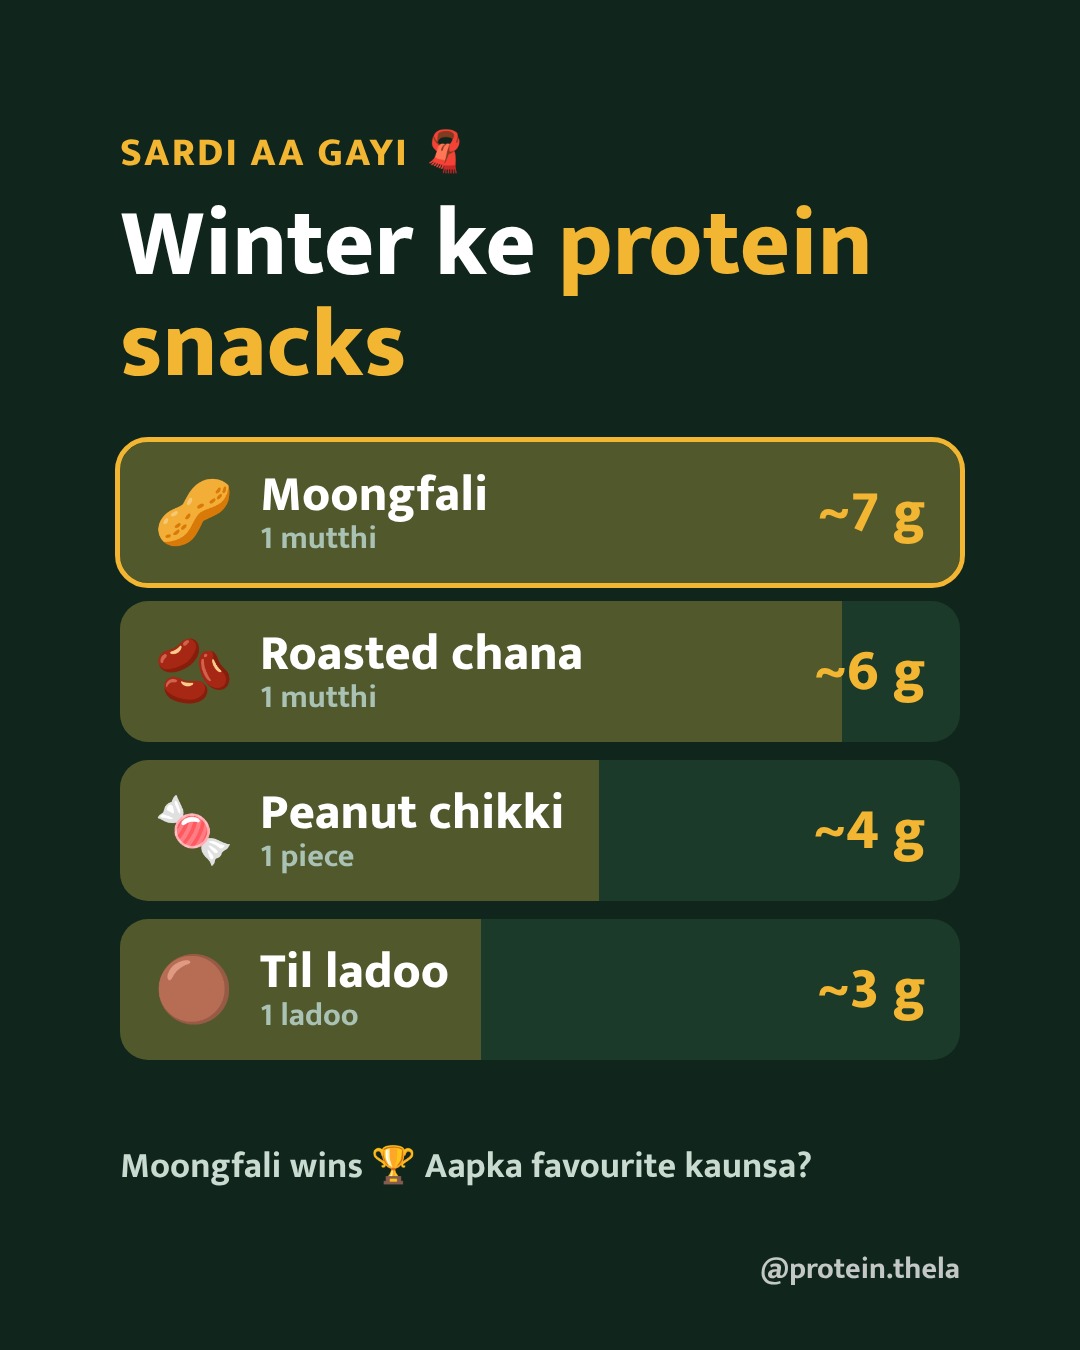 SARDI AA GAYI 🧣
Winter ke protein
snacks
Moongfali
1 mutthi
~7 g
Roasted chana
1 mutthi
~6 g
Peanut chikki
1 piece
~4 g
Til ladoo
1 ladoo
~3 g
Moongfali wins 🏆 Aapka favourite kaunsa?
@protein.thela